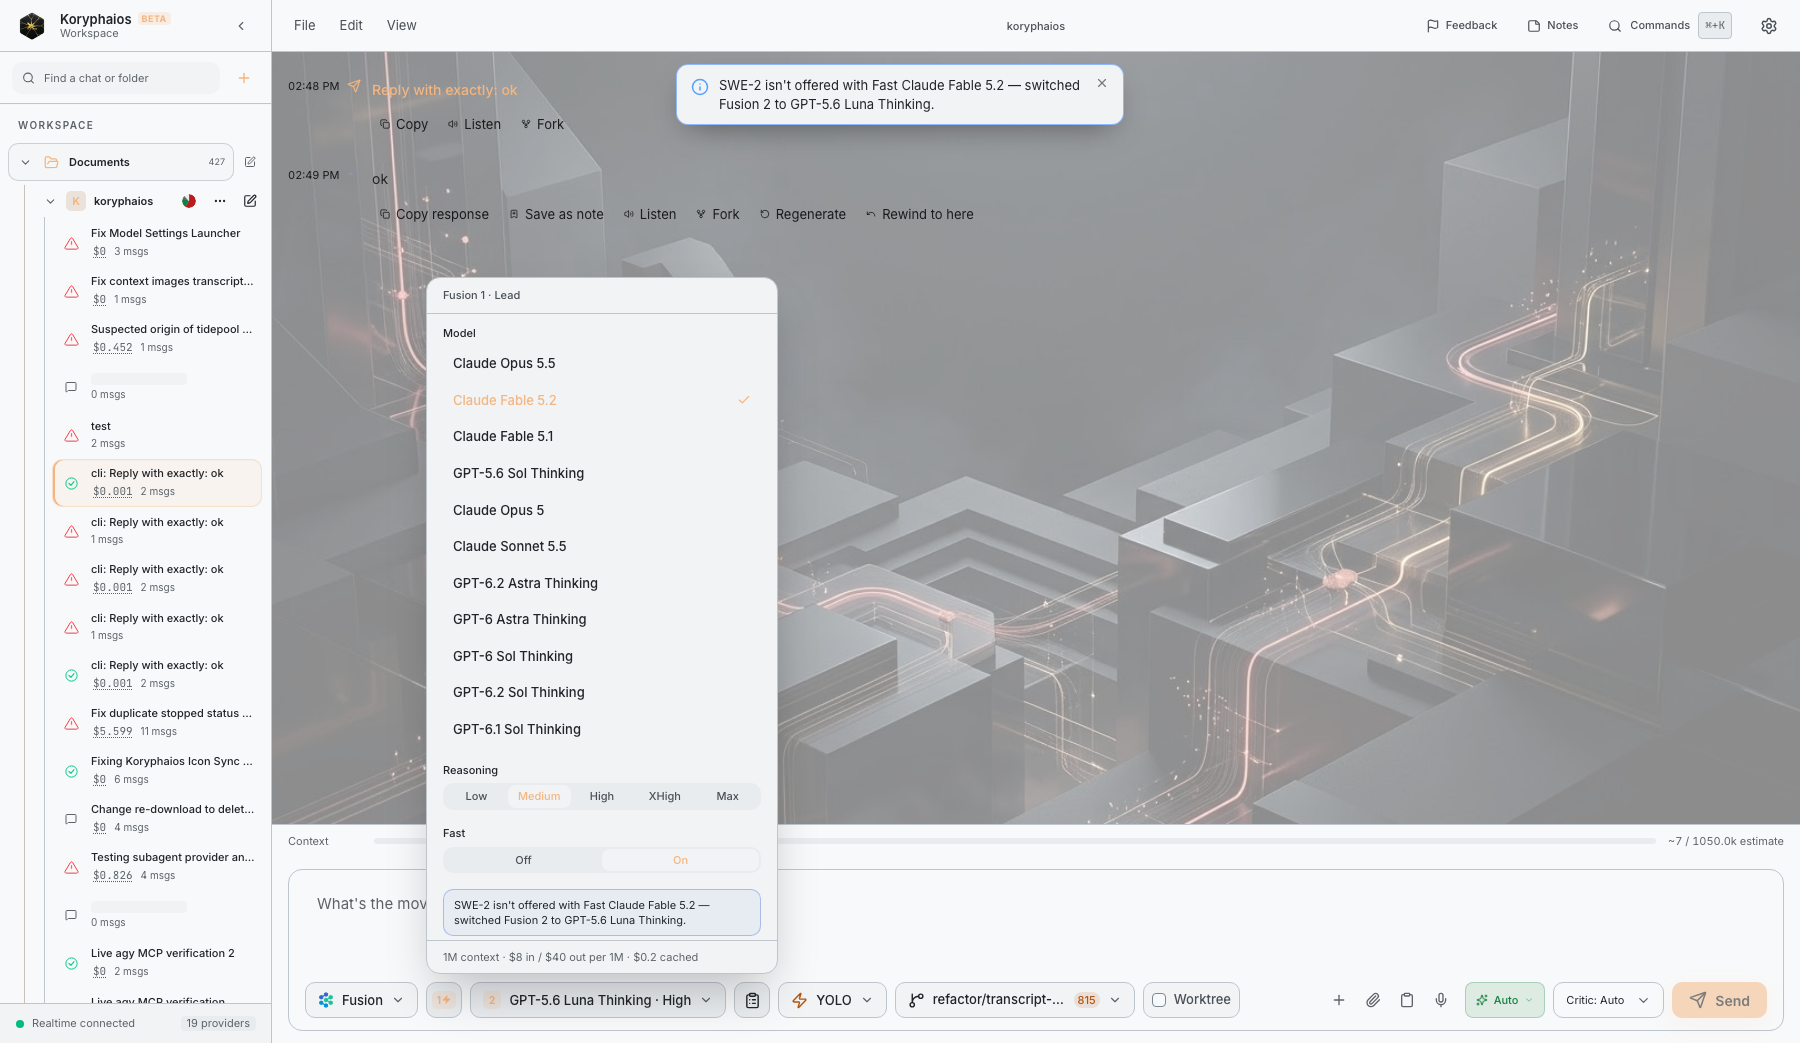 Koryphaios BETA
Workspace
Find a chat or folder
WORKSPACE
Documents 427
K koryphaios
Fix Model Settings Launcher
$0 3 msgs
Fix context images transcript...
$0 1 msgs
Suspected origin of tidepool ...
$0.452 1 msgs
0 msgs
test
2 msgs
cli: Reply with exactly: ok
$0.001 2 msgs
cli: Reply with exactly: ok
1 msgs
cli: Reply with exactly: ok
$0.001 2 msgs
cli: Reply with exactly: ok
1 msgs
cli: Reply with exactly: ok
$0.001 2 msgs
Fix duplicate stopped status ...
$5.599 11 msgs
Fixing Koryphaios Icon Sync ...
$0 6 msgs
Change re-download to delet...
$0 4 msgs
Testing subagent provider an...
$0.826 4 msgs
0 msgs
Live agy MCP verification 2
$0 2 msgs
Live agy MCP verification
Realtime connected 19 providers
File Edit View
koryphaios
Feedback Notes Commands ⌘+K
02:48 PM Reply with exactly: ok
Copy Listen Fork
SWE-2 isn't offered with Fast Claude Fable 5.2 — switched
Fusion 2 to GPT-5.6 Luna Thinking.
02:49 PM ok
Copy response Save as note Listen Fork Regenerate Rewind to here
Fusion 1 · Lead
Model
Claude Opus 5.5
Claude Fable 5.2
Claude Fable 5.1
GPT-5.6 Sol Thinking
Claude Opus 5
Claude Sonnet 5.5
GPT-6.2 Astra Thinking
GPT-6 Astra Thinking
GPT-6 Sol Thinking
GPT-6.2 Sol Thinking
GPT-6.1 Sol Thinking
Reasoning
Low Medium High XHigh Max
Fast
Off On
SWE-2 isn't offered with Fast Claude Fable 5.2 —
switched Fusion 2 to GPT-5.6 Luna Thinking.
1M context · $8 in / $40 out per 1M · $0.2 cached
Context ~7 / 1050.0k estimate
What's the mov
Fusion 1 2 GPT-5.6 Luna Thinking · High YOLO refactor/transcript-... 815 Worktree Auto Critic: Auto Send